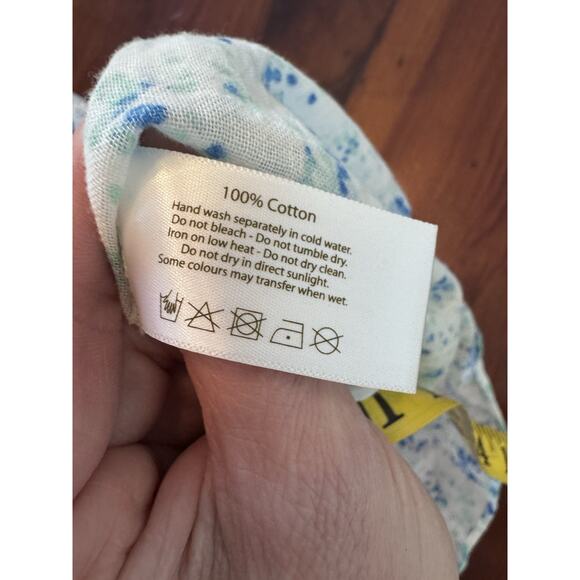 100% Cotton
Hand wash separately in cold water.
Do not bleach - Do not tumble dry.
Iron on low heat - Do not dry clean.
Do not dry in direct sunlight.
Some colours may transfer when wet.